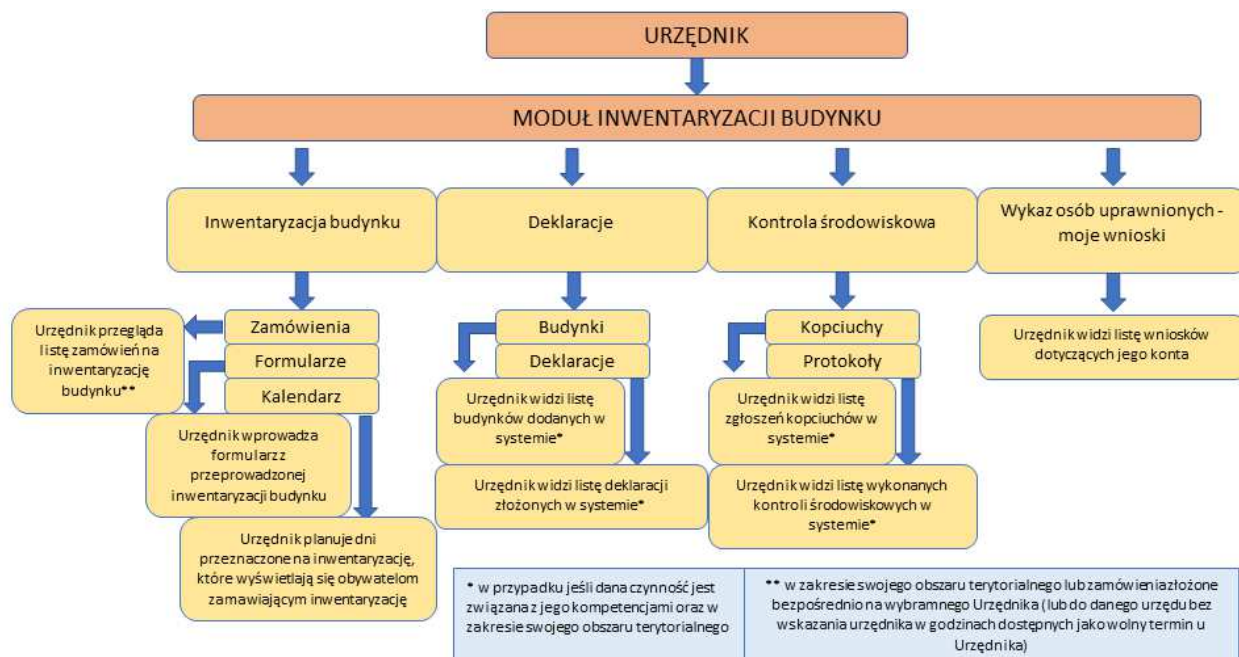 URZĘDNIK
MODUŁ INWENTARYZACJI BUDYNKU
Inwentaryzacja budynku
Deklaracje
Kontrola środowiskowa
Wykaz osób uprawnionych -
moje wnioski
Zamówienia
Formularze
Kalendarz
Urzędnik przegląda
listę zamówień na
inwentaryzację
budynku**
Urzędnik wprowadza
formularz z
przeprowadzonej
inwentaryzacji budynku
Urzędnik planuje dni
przeznaczone na inwentaryzację,
które wyświetlają się obywatelom
zamawiającym inwentaryzację
Budynki
Deklaracje
Urzędnik widzi listę
budynków dodanych w
systemie*
Urzędnik widzi listę deklaracji
złożonych w systemie*
Kopciuchy
Protokoły
Urzędnik widzi listę
zgłoszeń kopciuchów w
systemie*
Urzędnik widzi listę wykonanych
kontroli środowiskowych w
systemie*
Urzędnik widzi listę wniosków
dotyczących jego konta
* w przypadku jeśli dana czynność jest
związana z jego kompetencjami oraz w
zakresie swojego obszaru terytorialnego
** w zakresie swojego obszaru terytorialnego lub zamówienia złożone
bezpośrednio na wybramnego Urzędnika (lub do danego urzędu bez
wskazania urzędnika w godzinach dostępnych jako wolny termin u
Urzędnika)